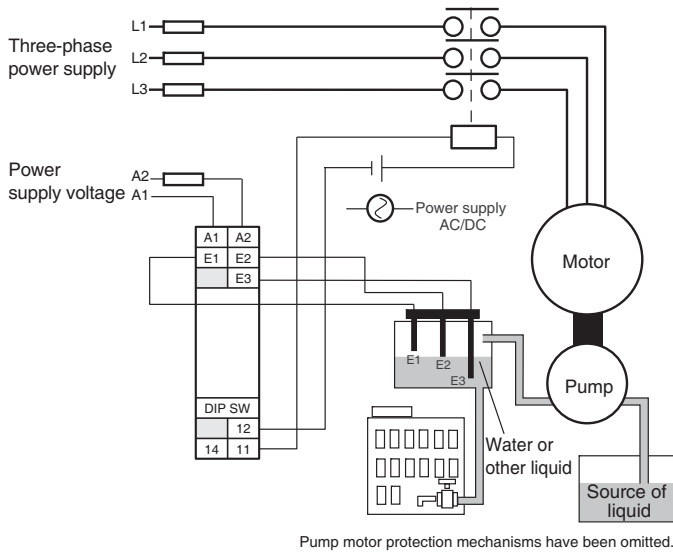 L1
Three-phase
power supply
L2
L3
Power
supply voltage
A2
A1
Power supply
AC/DC
A1 A2
E1 E2
E3
Motor
E1 E2 E3
Pump
DIP SW
12
14 11
Water or
other liquid
Source of
liquid
Pump motor protection mechanisms have been omitted.